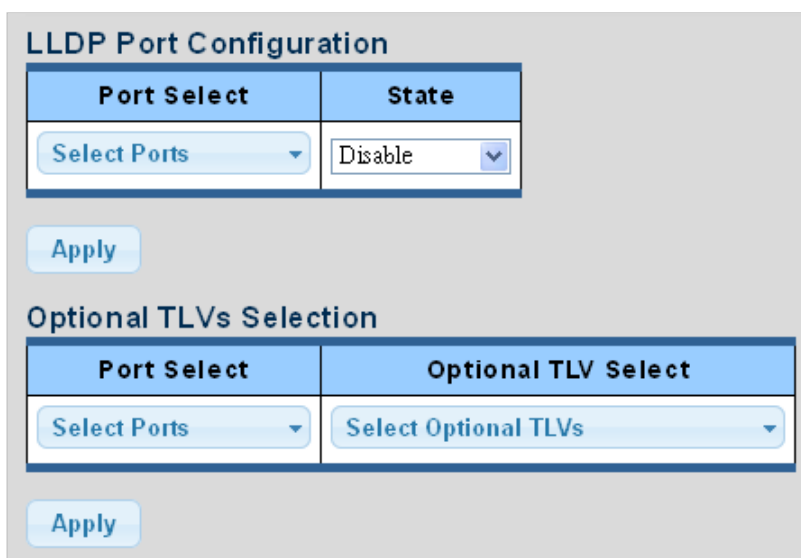 LLDP Port Configuration
Port Select State
Select Ports Disable
Apply
Optional TLVs Selection
Port Select Optional TLV Select
Select Ports Select Optional TLVs
Apply